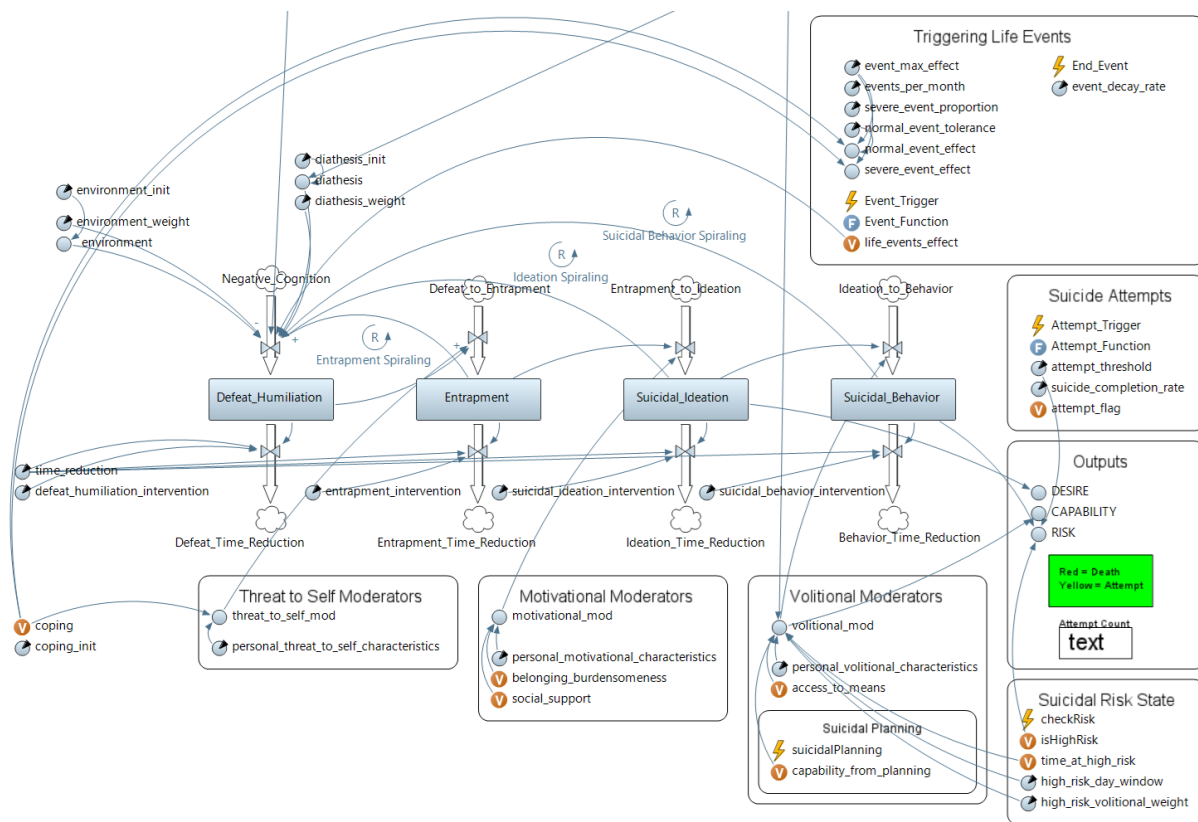 Triggering Life Events
event_max_effect
events_per_month
severe_event_proportion
normal_event_tolerance
normal_event_effect
severe_event_effect
End_Event
event_decay_rate
Event_Trigger
F Event_Function
V life_events_effect
diathesis_init
diathesis
diathesis_weight
environment_init
environment_weight
environment
R
Suicidal Behavior Spiraling
R
Ideation Spiraling
R
Entrapment Spiraling
Negative_Cognition
Defeat_to_Entrapment
Entrapment_to_Ideation
Ideation_to_Behavior
-
+
+
Defeat_Humiliation
Entrapment
Suicidal_Ideation
Suicidal_Behavior
Suicide Attempts
Attempt_Trigger
F Attempt_Function
attempt_threshold
suicide_completion_rate
V attempt_flag
time_reduction
defeat_humiliation_intervention
entrapment_intervention
suicidal_ideation_intervention
suicidal_behavior_intervention
Defeat_Time_Reduction
Entrapment_Time_Reduction
Ideation_Time_Reduction
Behavior_Time_Reduction
Outputs
DESIRE
CAPABILITY
RISK
Red = Death
Yellow = Attempt
Attempt Count
text
V coping
coping_init
Threat to Self Moderators
threat_to_self_mod
personal_threat_to_self_characteristics
Motivational Moderators
motivational_mod
personal_motivational_characteristics
V belonging_burdensomeness
V social_support
Volitional Moderators
volitional_mod
personal_volitional_characteristics
V access_to_means
Suicidal Planning
suicidalPlanning
V capability_from_planning
Suicidal Risk State
checkRisk
V isHighRisk
V time_at_high_risk
high_risk_day_window
high_risk_volitional_weight